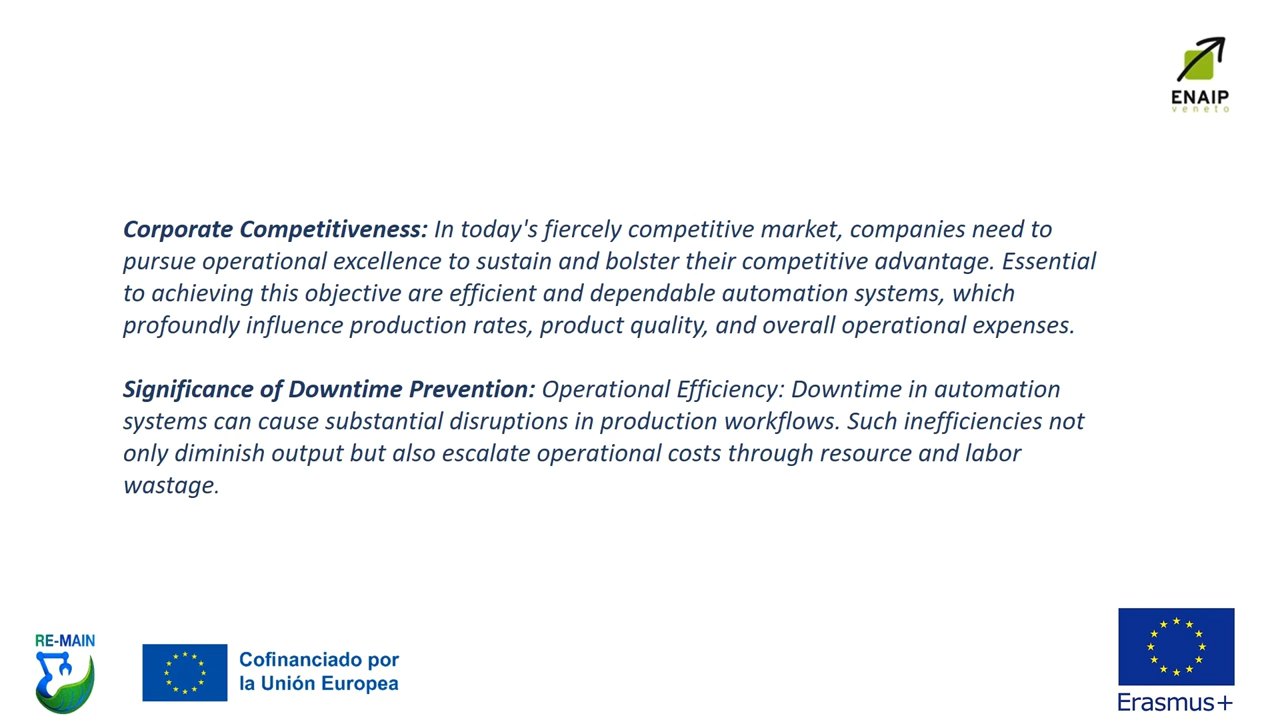 ENAIP
veneto
Corporate Competitiveness: In today's fiercely competitive market, companies need to
pursue operational excellence to sustain and bolster their competitive advantage. Essential
to achieving this objective are efficient and dependable automation systems, which
profoundly influence production rates, product quality, and overall operational expenses.
Significance of Downtime Prevention: Operational Efficiency: Downtime in automation
systems can cause substantial disruptions in production workflows. Such inefficiencies not
only diminish output but also escalate operational costs through resource and labor
wastage.
RE-MAIN
Cofinanciado por
la Unión Europea
Erasmus+